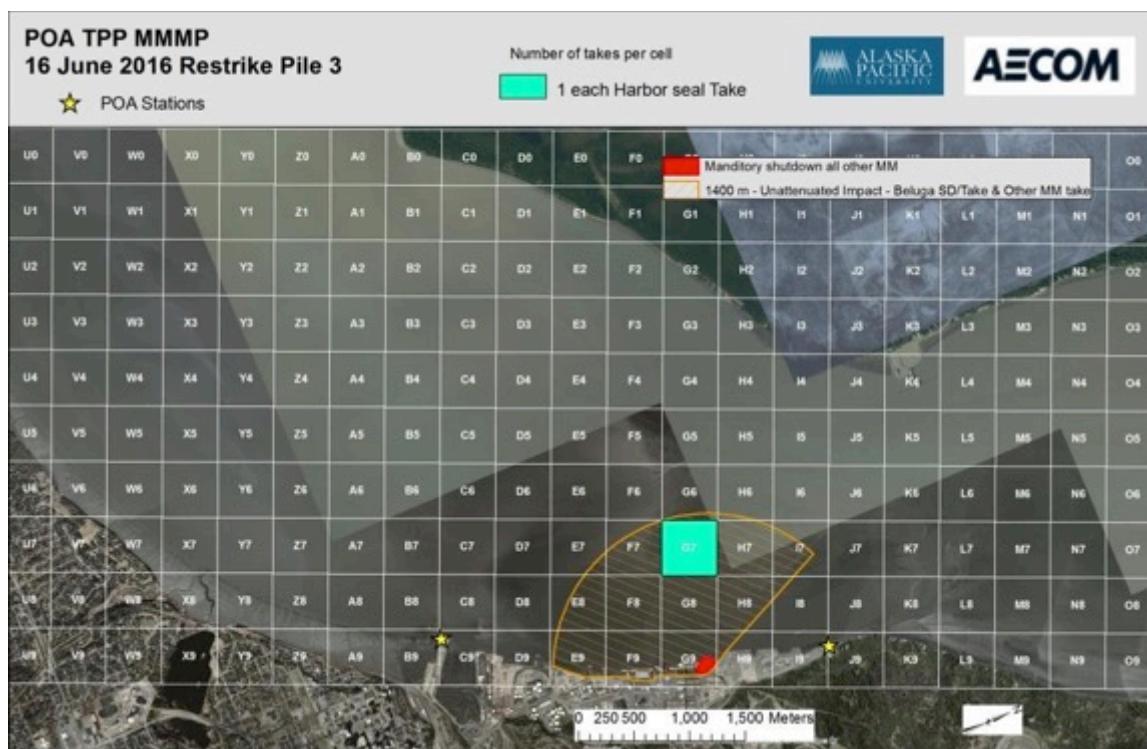 POA TPP MMMP
16 June 2016 Restrike Pile 3
POA Stations
Number of takes per cell
1 each Harbor seal Take
ALASKA
PACIFIC
UNIVERSITY
AECOM
U0 V0 W0 X0 Y0 Z0 A0 B0 C0 D0 E0 F0 O0
Manditory shutdown all other MM
1400 m - Unattenuated Impact - Beluga SD/Take & Other MM take
U1 V1 W1 X1 Y1 Z1 A1 B1 C1 D1 E1 F1 G1 H1 I1 J1 K1 L1 M1 N1 O1
U2 V2 W2 X2 Y2 Z2 A2 B2 C2 D2 E2 F2 G2 H2 I2 J2 K2 L2 M2 N2 O2
U3 V3 W3 X3 Y3 Z3 A3 B3 C3 D3 E3 F3 G3 H3 I3 J3 K3 L3 M3 N3 O3
U4 V4 W4 X4 Y4 Z4 A4 B4 C4 D4 E4 F4 G4 H4 I4 J4 K4 L4 M4 N4 O4
U5 V5 W5 X5 Y5 Z5 A5 B5 C5 D5 E5 F5 G5 H5 I5 J5 K5 L5 M5 N5 O5
U6 V6 W6 X6 Y6 Z6 A6 B6 C6 D6 E6 F6 G6 H6 I6 J6 K6 L6 M6 N6 O6
U7 V7 W7 X7 Y7 Z7 A7 B7 C7 D7 E7 F7 G7 H7 I7 J7 K7 L7 M7 N7 O7
U8 V8 W8 X8 Y8 Z8 A8 B8 C8 D8 E8 F8 G8 H8 I8 J8 K8 L8 M8 N8 O8
U9 V9 W9 X9 Y9 Z9 A9 B9 C9 D9 E9 F9 G9 H9 I9 J9 K9 L9 M9 N9 O9
0 250 500 1,000 1,500 Meters